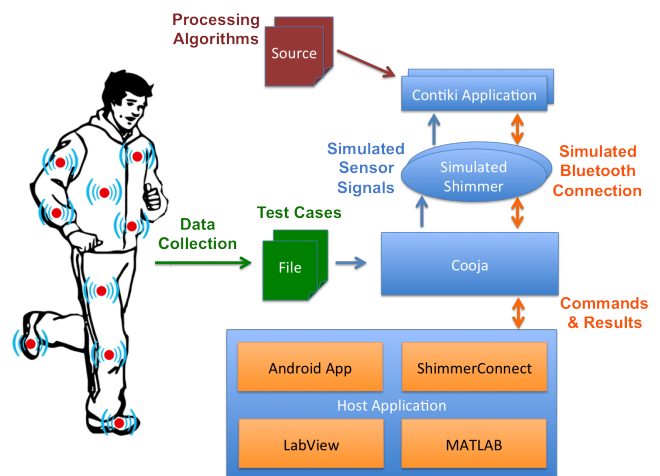 Processing
Algorithms
Source
Contiki Application
Simulated
Sensor
Signals
Simulated
Shimmer
Simulated
Bluetooth
Connection
Data
Collection
Test Cases
File
Cooja
Commands
& Results
Android App
ShimmerConnect
Host Application
LabView
MATLAB